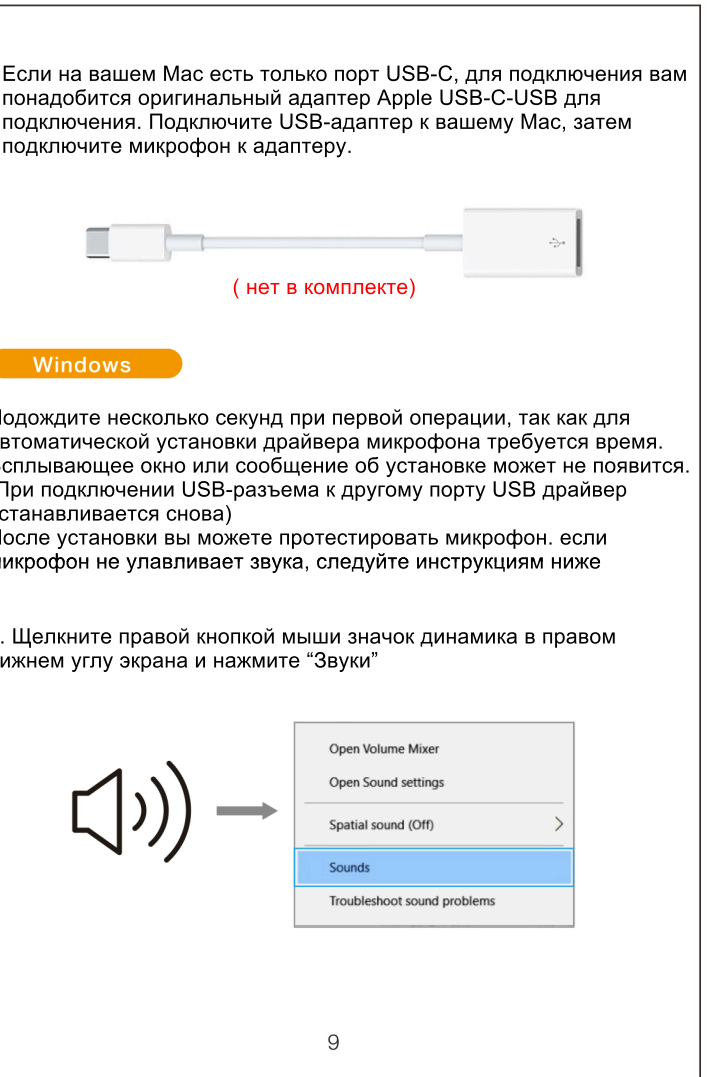 Если на вашем Mac есть только порт USB-C, для подключения вам
понадобится оригинальный адаптер Apple USB-C-USB для
подключения. Подключите USB-адаптер к вашему Mac, затем
подключите микрофон к адаптеру.
( нет в комплекте)
Windows
одождите несколько секунд при первой операции, так как для
втоматической установки драйвера микрофона требуется время.
сплывающее окно или сообщение об установке может не появится.
При подключении USB-разъема к другому порту USB драйвер
станавливается снова)
осле установки вы можете протестировать микрофон. если
микрофон не улавливает звука, следуйте инструкциям ниже
. Щелкните правой кнопкой мыши значок динамика в правом
ижнем углу экрана и нажмите “Звуки”
Open Volume Mixer
Open Sound settings
Spatial sound (Off)
Sounds
Troubleshoot sound problems
9